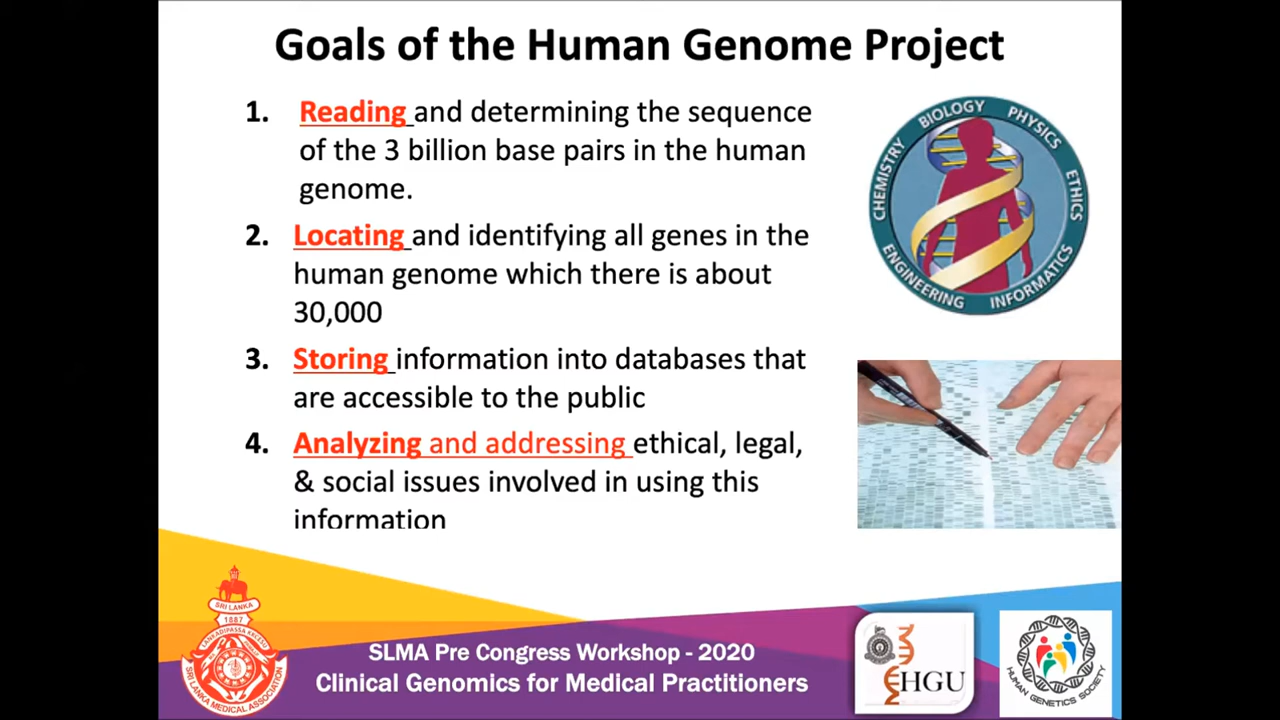 Goals of the Human Genome Project
1. Reading and determining the sequence
of the 3 billion base pairs in the human
genome.
2. Locating and identifying all genes in the
human genome which there is about
30,000
3. Storing information into databases that
are accessible to the public
4. Analyzing and addressing ethical, legal,
& social issues involved in using this
information
CHEMISTRY BIOLOGY PHYSICS ETHICS
ENGINEERING INFORMATICS
SRI LANKA
1887
SRI LANKA MEDICAL ASSOCIATION
SLMA Pre Congress Workshop - 2020
Clinical Genomics for Medical Practitioners
HGU
HUMAN GENETICS SOCIETY